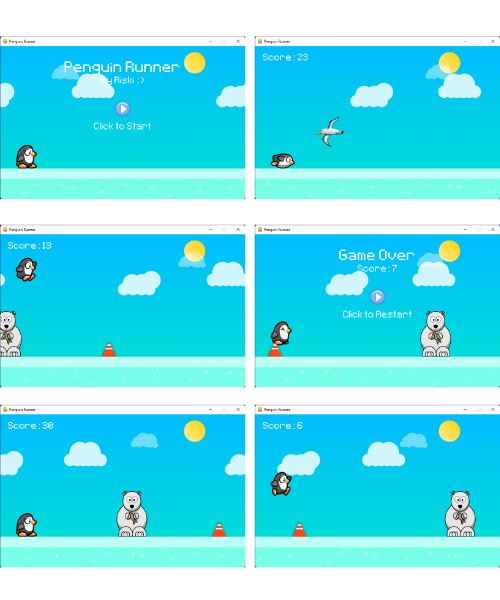 Penguin Runner
Penguin Runner
by Riski :)
Click to Start
Penguin Runner
Score:23
Penguin Runner
Score:13
Penguin Runner
Game Over
Score:7
Click to Restart
Penguin Runner
Score:30
Penguin Runner
Score:6